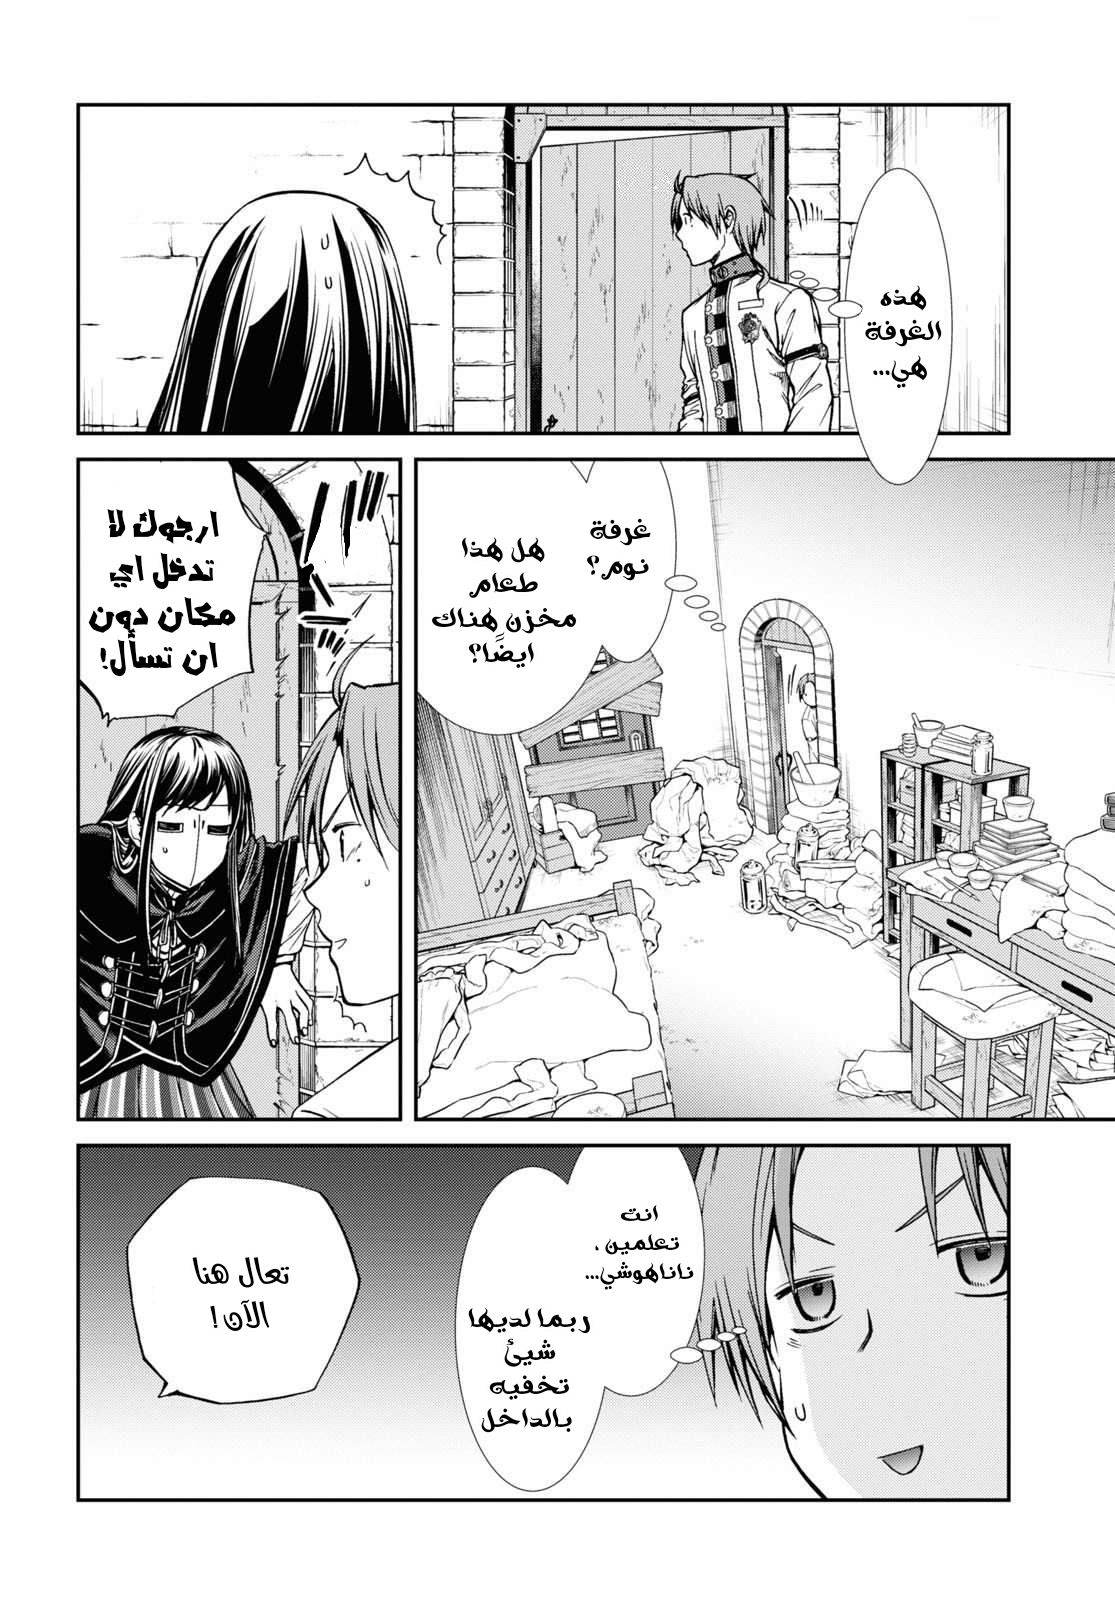 هذه
الغرفة
هي...
غرفة
نوم؟
هل هذا
طعام
مخزن هناك
ايضًا؟
ارجوك لا
تدخل اي
مكان دون
ان تسأل!
انت
تعلمين ،
ناناهوشي...
ربما لديها
شيئ
تخفيه
بالداخل
تعال هنا
الآن!